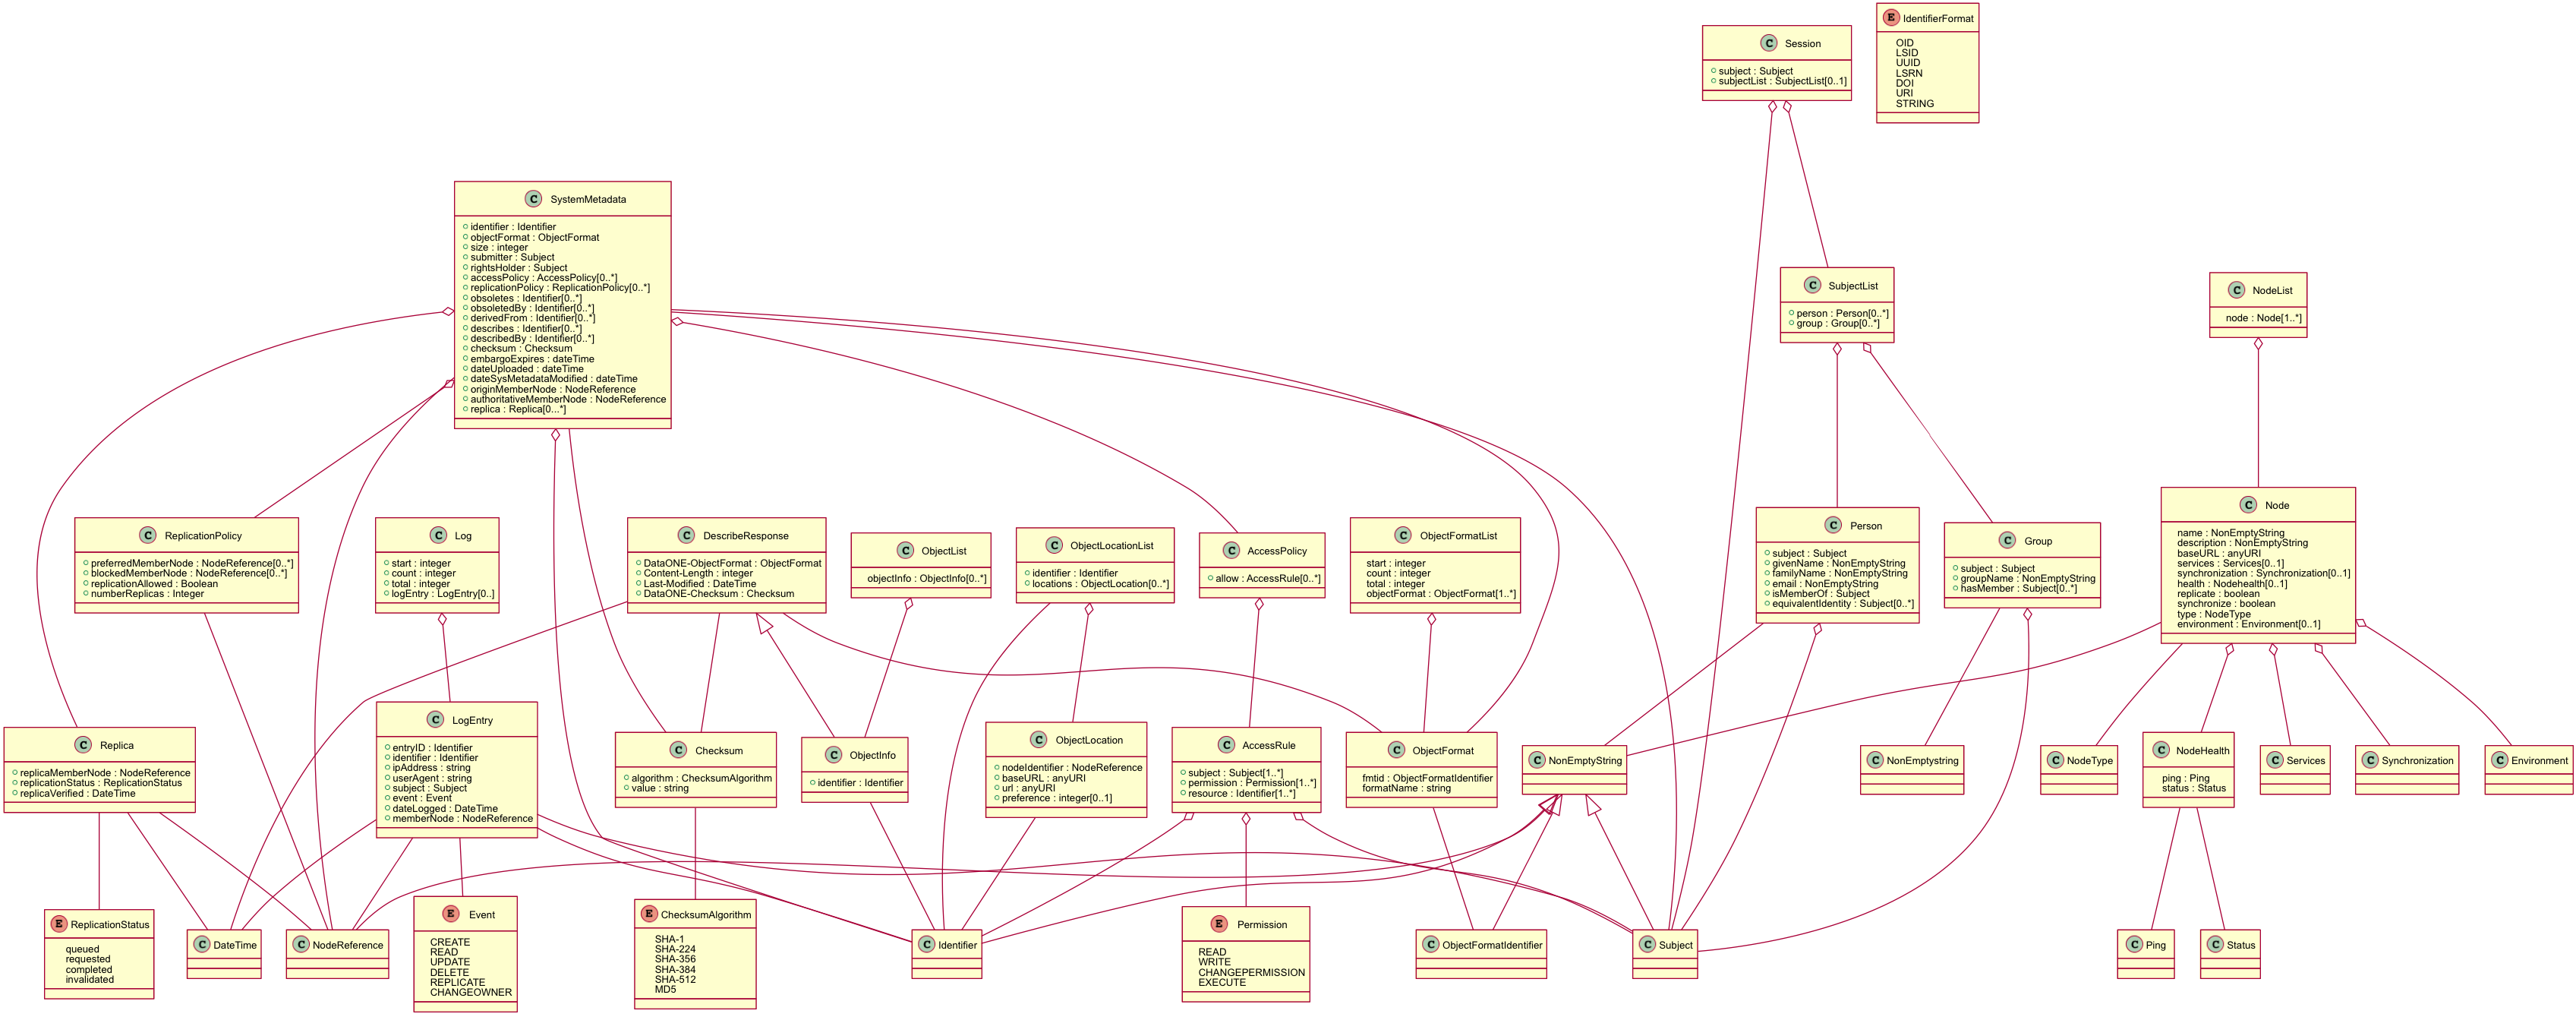 E IdentifierFormat
OID
LSID
UUID
LSRN
DOI
URI
STRING
C Session
subject : Subject
subjectList : SubjectList[0..1]
C SystemMetadata
identifier : Identifier
objectFormat : ObjectFormat
size : integer
submitter : Subject
rightsHolder : Subject
accessPolicy : AccessPolicy[0..*]
replicationPolicy : ReplicationPolicy[0..*]
obsoletes : Identifier[0..*]
obsoletedBy : Identifier[0..*]
derivedFrom : Identifier[0..*]
describes : Identifier[0..*]
describedBy : Identifier[0..*]
checksum : Checksum
embargoExpires : dateTime
dateUploaded : dateTime
dateSysMetadataModified : dateTime
originMemberNode : NodeReference
authoritativeMemberNode : NodeReference
replica : Replica[0...*]
C SubjectList
person : Person[0..*]
group : Group[0..*]
C NodeList
node : Node[1..*]
C ReplicationPolicy
preferredMemberNode : NodeReference[0..*]
blockedMemberNode : NodeReference[0..*]
replicationAllowed : Boolean
numberReplicas : Integer
C Log
start : integer
count : integer
total : integer
logEntry : LogEntry[0..]
C DescribeResponse
DataONE-ObjectFormat : ObjectFormat
Content-Length : integer
Last-Modified : DateTime
DataONE-Checksum : Checksum
C ObjectList
objectInfo : ObjectInfo[0..*]
C ObjectLocationList
identifier : Identifier
locations : ObjectLocation[0..*]
C AccessPolicy
allow : AccessRule[0..*]
C ObjectFormatList
start : integer
count : integer
total : integer
objectFormat : ObjectFormat[1..*]
C Person
subject : Subject
givenName : NonEmptyString
familyName : NonEmptyString
email : NonEmptyString
isMemberOf : Subject
equivalentIdentity : Subject[0..*]
C Group
subject : Subject
groupName : NonEmptyString
hasMember : Subject[0..*]
C Node
name : NonEmptyString
description : NonEmptyString
baseURL : anyURI
services : Services[0..1]
synchronization : Synchronization[0..1]
health : Nodehealth[0..1]
replicate : boolean
synchronize : boolean
type : NodeType
environment : Environment[0..1]
C Replica
replicaMemberNode : NodeReference
replicationStatus : ReplicationStatus
replicaVerified : DateTime
C LogEntry
entryID : Identifier
identifier : Identifier
ipAddress : string
userAgent : string
subject : Subject
event : Event
dateLogged : DateTime
memberNode : NodeReference
C Checksum
algorithm : ChecksumAlgorithm
value : string
C ObjectInfo
identifier : Identifier
C ObjectLocation
nodeIdentifier : NodeReference
baseURL : anyURI
url : anyURI
preference : integer[0..1]
C AccessRule
subject : Subject[1..*]
permission : Permission[1..*]
resource : Identifier[1..*]
C ObjectFormat
fmtid : ObjectFormatIdentifier
formatName : string
C NonEmptyString
C NonEmptystring
C NodeType
C NodeHealth
ping : Ping
status : Status
C Services
C Synchronization
C Environment
E ReplicationStatus
queued
requested
completed
invalidated
C DateTime
C NodeReference
E Event
CREATE
READ
UPDATE
DELETE
REPLICATE
CHANGEOWNER
E ChecksumAlgorithm
SHA-1
SHA-224
SHA-356
SHA-384
SHA-512
MD5
C Identifier
E Permission
READ
WRITE
CHANGEPERMISSION
EXECUTE
C ObjectFormatIdentifier
C Subject
C Ping
C Status